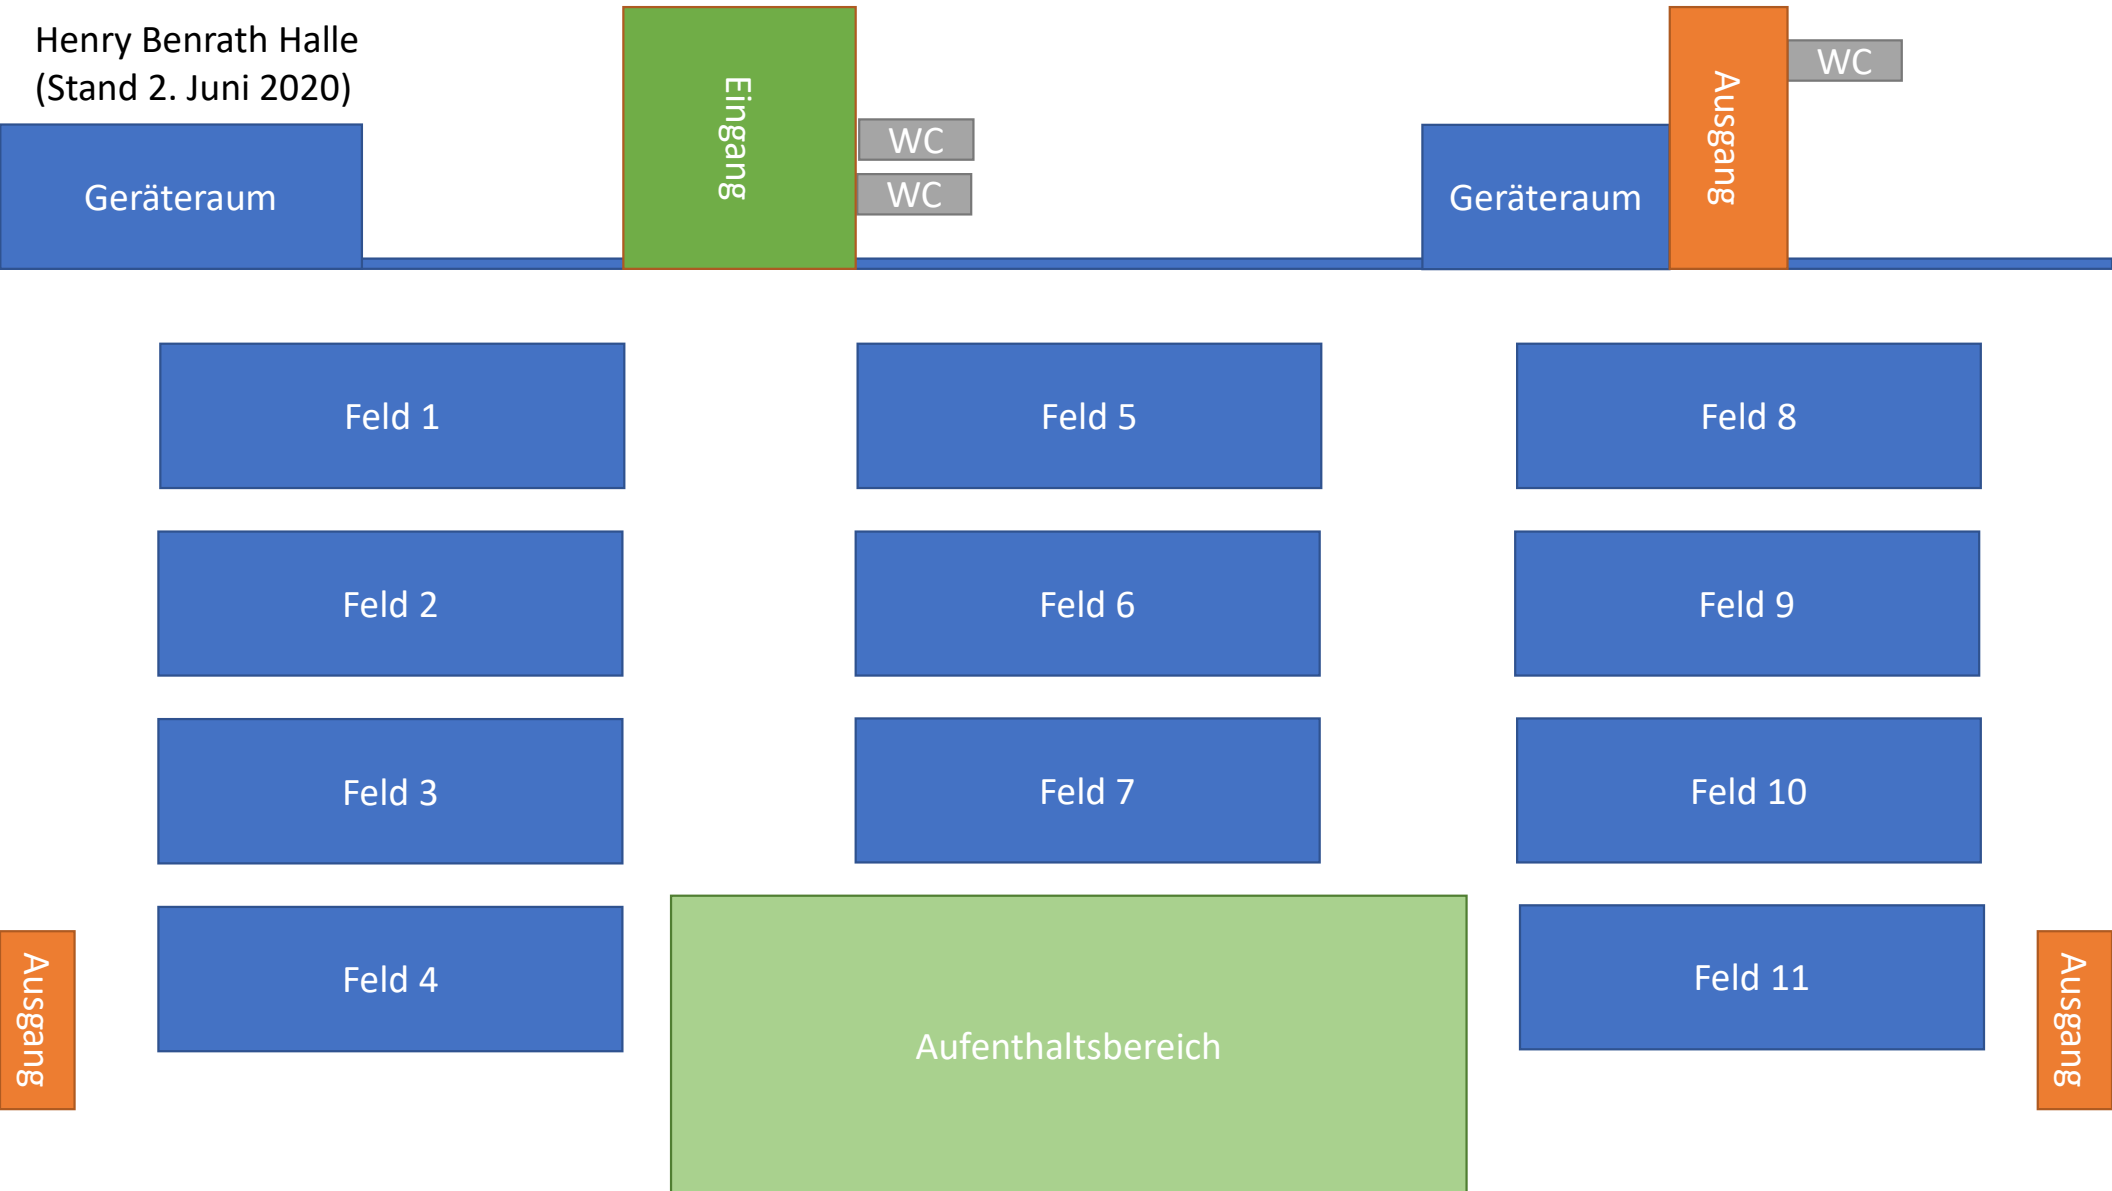 Henry Benrath Halle
(Stand 2. Juni 2020)
Eingang
Ausgang
WC
WC
WC
Geräteraum
Geräteraum
Feld 1
Feld 5
Feld 8
Feld 2
Feld 6
Feld 9
Feld 3
Feld 7
Feld 10
Feld 4
Feld 11
Ausgang
Aufenthaltsbereich
Ausgang